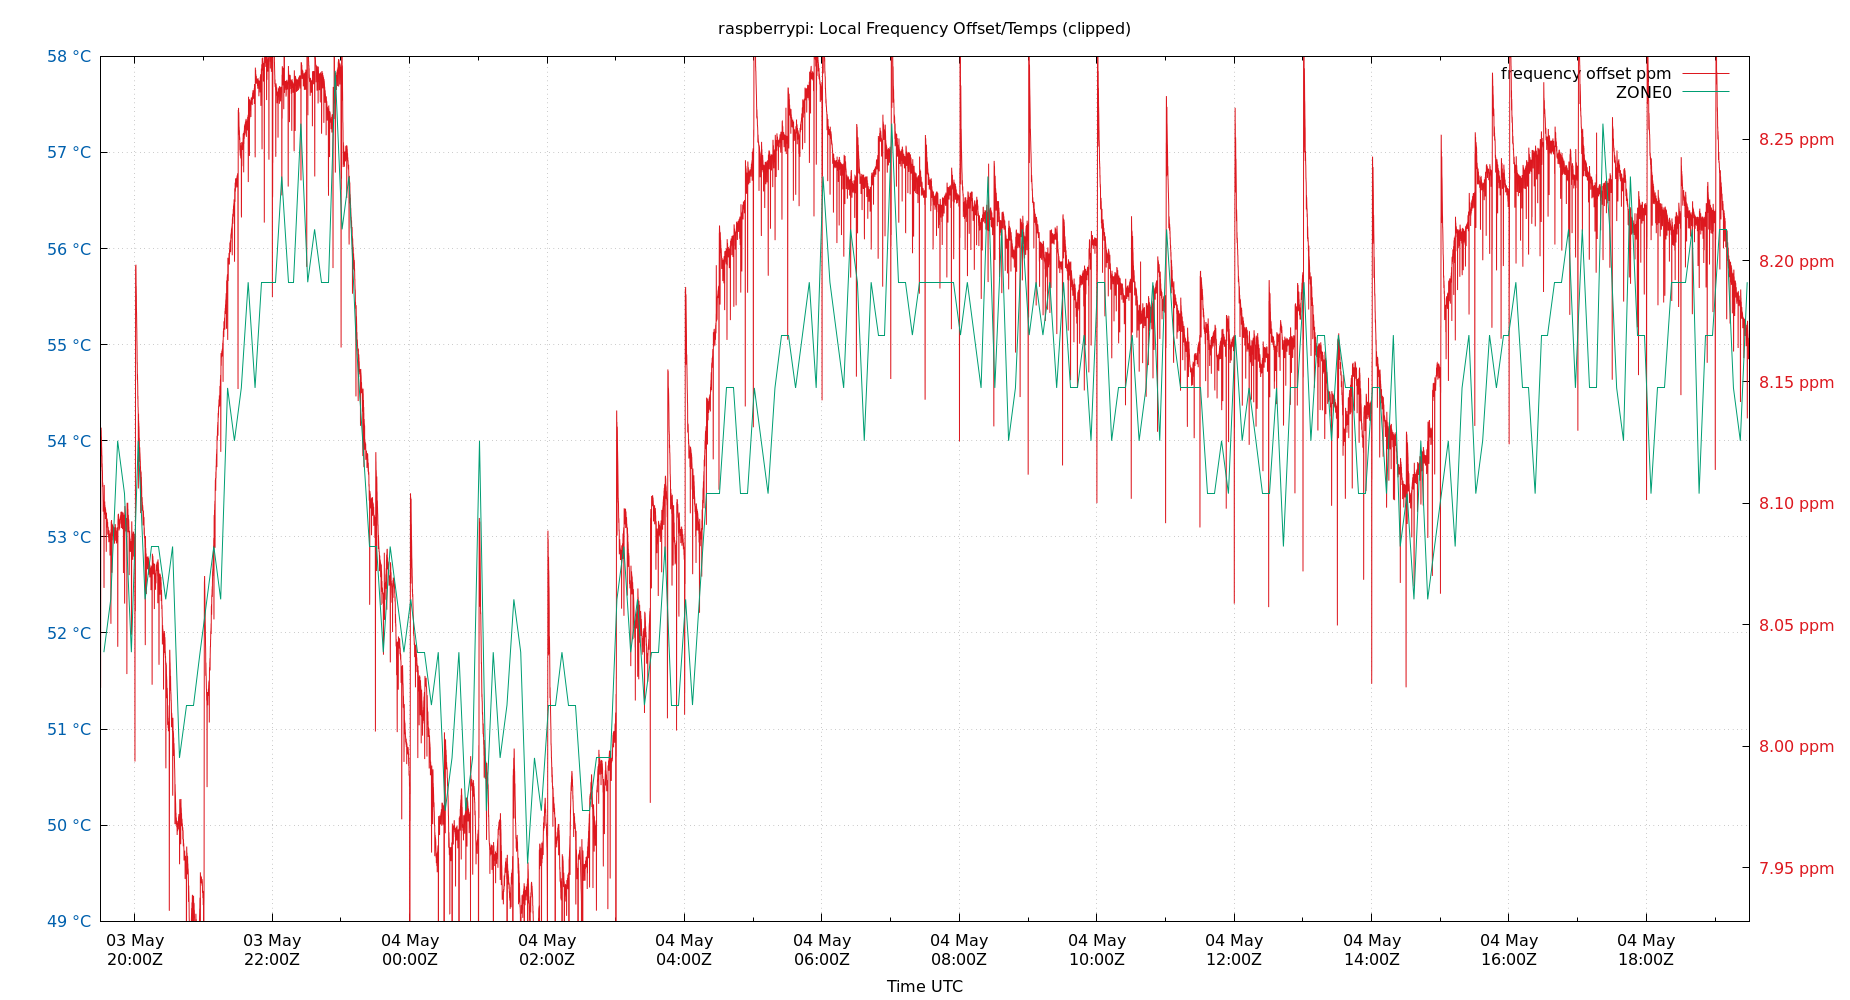 raspberrypi: Local Frequency Offset/Temps (clipped)
58 °C
57 °C
56 °C
55 °C
54 °C
53 °C
52 °C
51 °C
50 °C
49 °C
frequency offset ppm
ZONE0
8.25 ppm
8.20 ppm
8.15 ppm
8.10 ppm
8.05 ppm
8.00 ppm
7.95 ppm
03 May 03 May 04 May 04 May 04 May 04 May 04 May 04 May 04 May 04 May 04 May 04 May
20:00Z 22:00Z 00:00Z 02:00Z 04:00Z 06:00Z 08:00Z 10:00Z 12:00Z 14:00Z 16:00Z 18:00Z
Time UTC